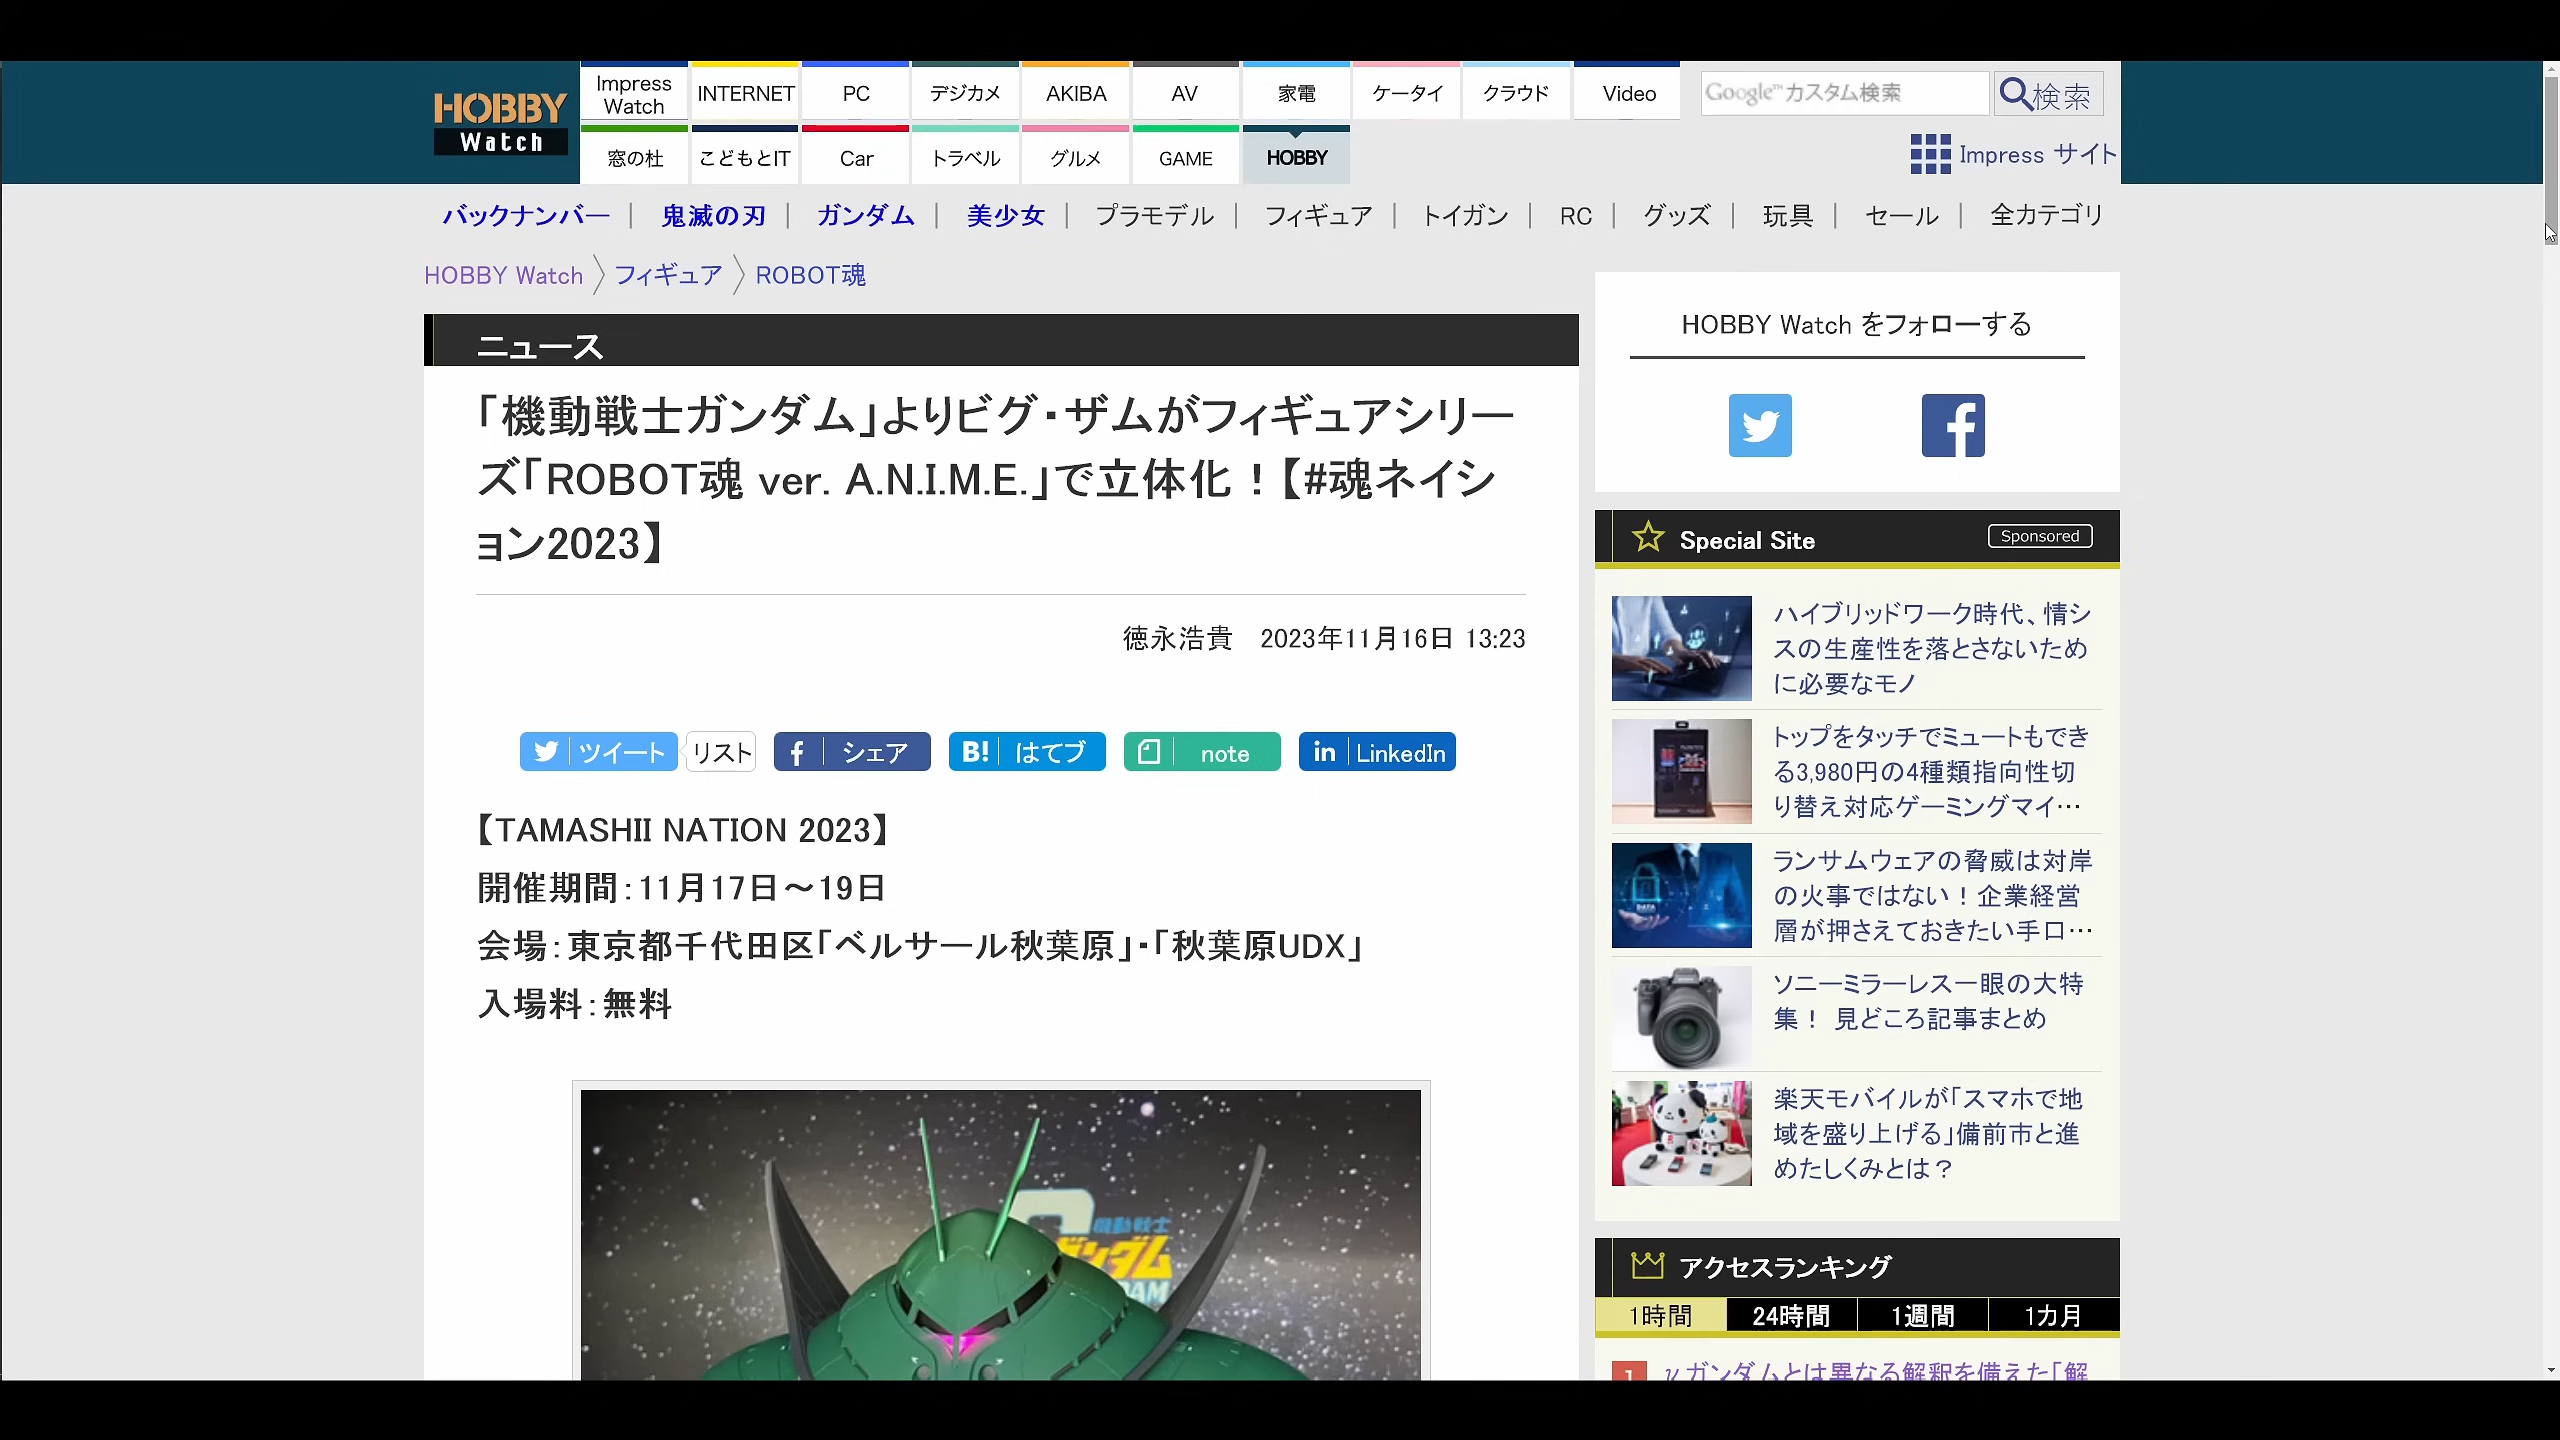 HOBBY
Watch
Impress
Watch
INTERNET
PC
デジカメ
AKIBA
AV
家電
ケータイ
クラウド
Video
Google™カスタム検索
検索
窓の杜
こどもとIT
Car
トラベル
グルメ
GAME
HOBBY
Impress サイト
バックナンバー | 鬼滅の刃 | ガンダム | 美少女 | プラモデル | フィギュア | トイガン | RC | グッズ | 玩具 | セール | 全カテゴリ
HOBBY Watch 〉 フィギュア 〉 ROBOT魂
ニュース
「機動戦士ガンダム」よりビグ・ザムがフィギュアシリー
ズ「ROBOT魂 ver. A.N.I.M.E.」で立体化！【#魂ネイシ
ョン2023】
徳永浩貴　2023年11月16日 13:23
ツイート
リスト
シェア
B! はてブ
note
in LinkedIn
【TAMASHII NATION 2023】
開催期間：11月17日～19日
会場：東京都千代田区「ベルサール秋葉原」・「秋葉原UDX」
入場料：無料
機動戦士
ガンダム
HOBBY Watch をフォローする
Special Site
Sponsored
ハイブリッドワーク時代、情シ
スの生産性を落とさないため
に必要なモノ
トップをタッチでミュートもでき
る3,980円の4種類指向性切
り替え対応ゲーミングマイ…
ランサムウェアの脅威は対岸
の火事ではない！企業経営
層が押さえておきたい手口…
ソニーミラーレス一眼の大特
集！ 見どころ記事まとめ
楽天モバイルが「スマホで地
域を盛り上げる」備前市と進
めたしくみとは？
アクセスランキング
1時間
24時間
1週間
1カ月
1 νガンダムとは異なる解釈を備えた「解